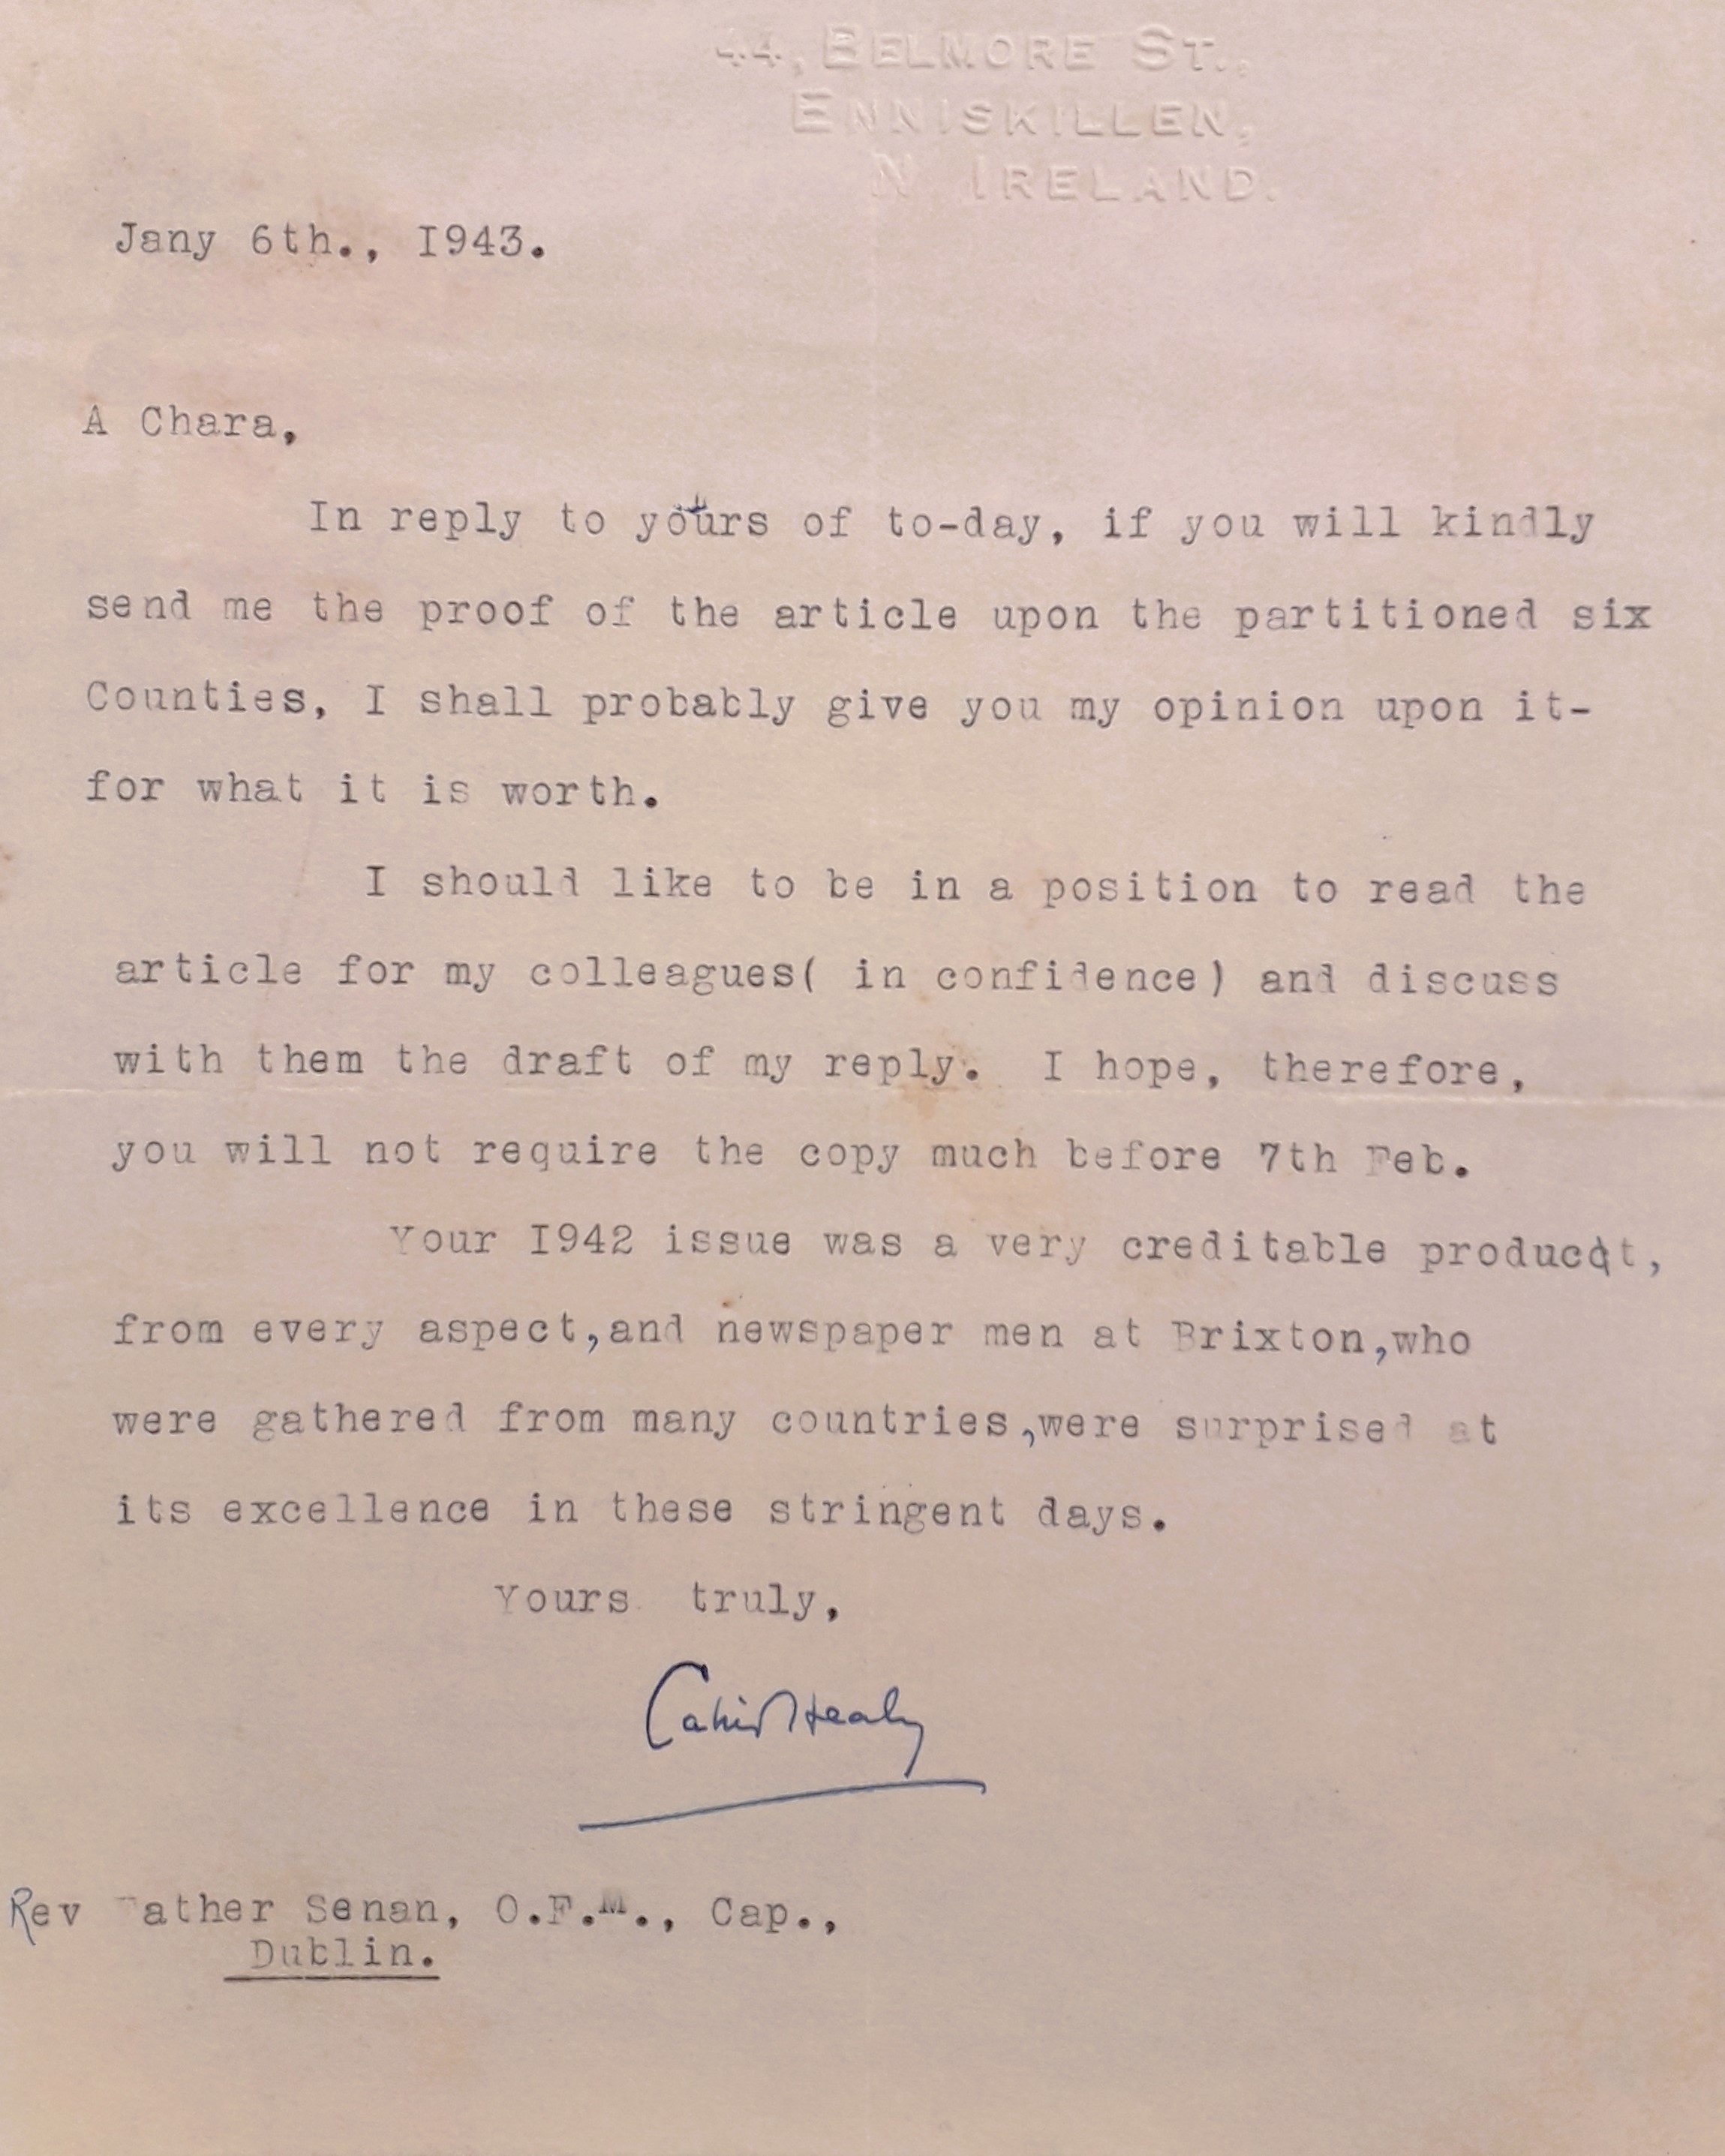 44, BELMORE ST.,
ENNISKILLEN,
N. IRELAND.
Jany 6th., I943.
A Chara,
In reply to yours of to-day, if you will kindly
send me the proof of the article upon the partitioned six
Counties, I shall probably give you my opinion upon it-
for what it is worth.
I should like to be in a position to read the
article for my colleagues( in confidence) and discuss
with them the draft of my reply. I hope, therefore,
you will not require the copy much before 7th Feb.
Your I942 issue was a very creditable product,
from every aspect,and newspaper men at Brixton,who
were gathered from many countries,were surprised at
its excellence in these stringent days.
Yours truly,
Cahir Healy
Rev Father Senan, O.F.M., Cap.,
Dublin.